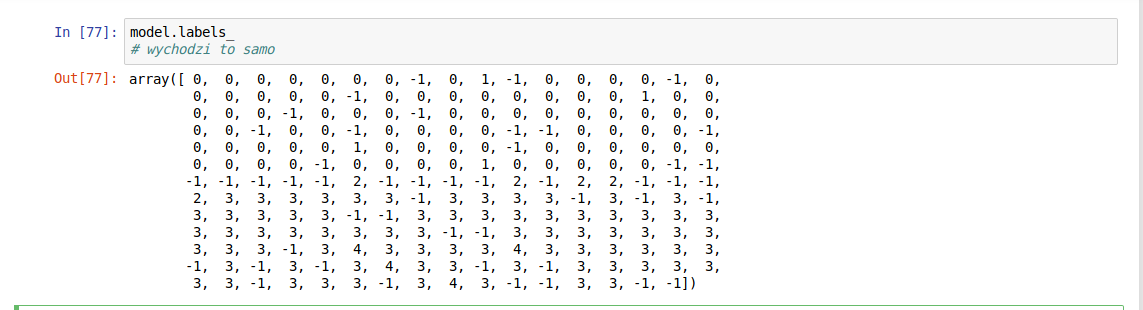 In [77]: model.labels_
# wychodzi to samo
Out[77]: array([ 0, 0, 0, 0, 0, 0, 0, -1, 0, 1, -1, 0, 0, 0, 0, -1, 0,
0, 0, 0, 0, 0, -1, 0, 0, 0, 0, 0, 0, 0, 0, 1, 0, 0,
0, 0, 0, -1, 0, 0, 0, -1, 0, 0, 0, 0, 0, 0, 0, 0, 0,
0, 0, -1, 0, 0, -1, 0, 0, 0, 0, -1, -1, 0, 0, 0, 0, -1,
0, 0, 0, 0, 0, 1, 0, 0, 0, 0, -1, 0, 0, 0, 0, 0, 0,
0, 0, 0, 0, -1, 0, 0, 0, 0, 1, 0, 0, 0, 0, 0, -1, -1,
-1, -1, -1, -1, -1, 2, -1, -1, -1, -1, 2, -1, 2, 2, -1, -1, -1,
2, 3, 3, 3, 3, 3, 3, -1, 3, 3, 3, 3, -1, 3, -1, 3, -1,
3, 3, 3, 3, 3, -1, -1, 3, 3, 3, 3, 3, 3, 3, 3, 3, 3,
3, 3, 3, 3, 3, 3, 3, 3, -1, -1, 3, 3, 3, 3, 3, 3, 3,
3, 3, 3, -1, 3, 4, 3, 3, 3, 3, 4, 3, 3, 3, 3, 3, 3,
-1, 3, -1, 3, -1, 3, 4, 3, 3, -1, 3, -1, 3, 3, 3, 3, 3,
3, 3, -1, 3, 3, 3, -1, 3, 4, 3, -1, -1, 3, 3, -1, -1])